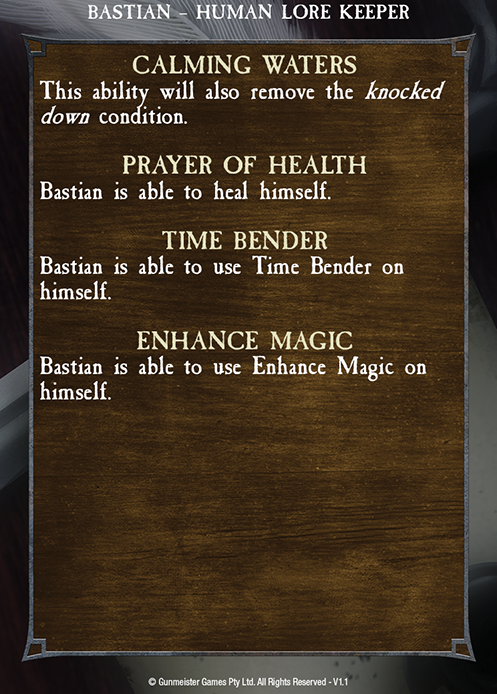 BASTIAN – HUMAN LORE KEEPER
CALMING WATERS
This ability will also remove the knocked
down condition.
PRAYER OF HEALTH
Bastian is able to heal himself.
TIME BENDER
Bastian is able to use Time Bender on
himself.
ENHANCE MAGIC
Bastian is able to use Enhance Magic on
himself.
© Gunmeister Games Pty Ltd. All Rights Reserved - V1.1